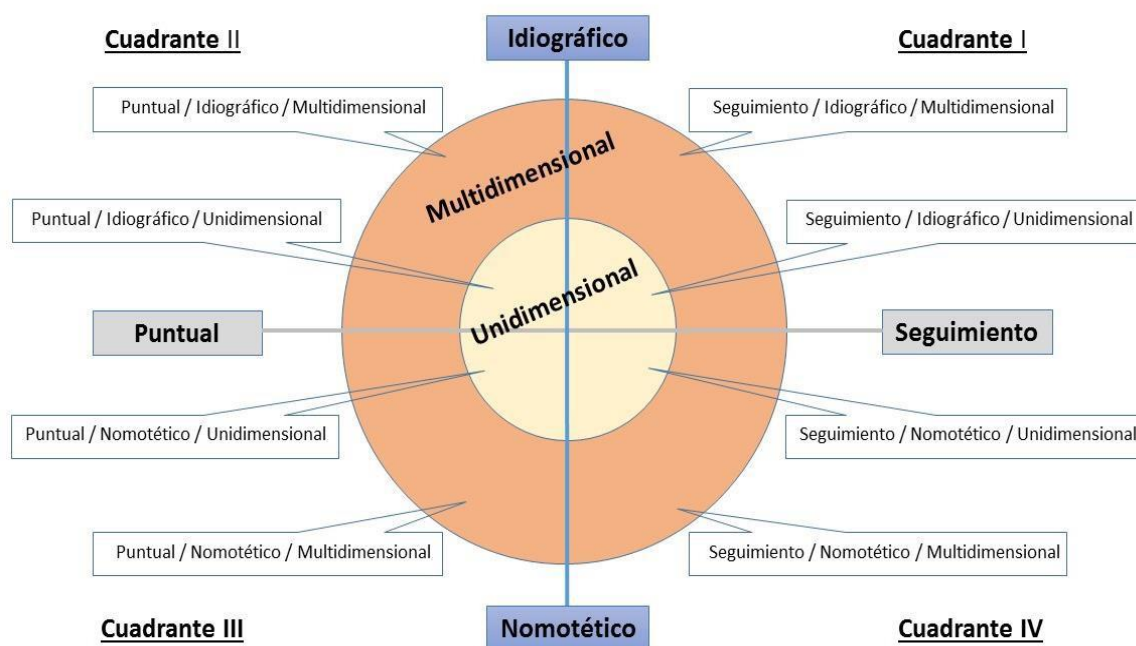 Cuadrante II
Idiográfico
Cuadrante I
Puntual / Idiográfico / Multidimensional
Seguimiento / Idiográfico / Multidimensional
Multidimensional
Puntual / Idiográfico / Unidimensional
Seguimiento / Idiográfico / Unidimensional
Unidimensional
Puntual
Seguimiento
Puntual / Nomotético / Unidimensional
Seguimiento / Nomotético / Unidimensional
Puntual / Nomotético / Multidimensional
Seguimiento / Nomotético / Multidimensional
Cuadrante III
Nomotético
Cuadrante IV